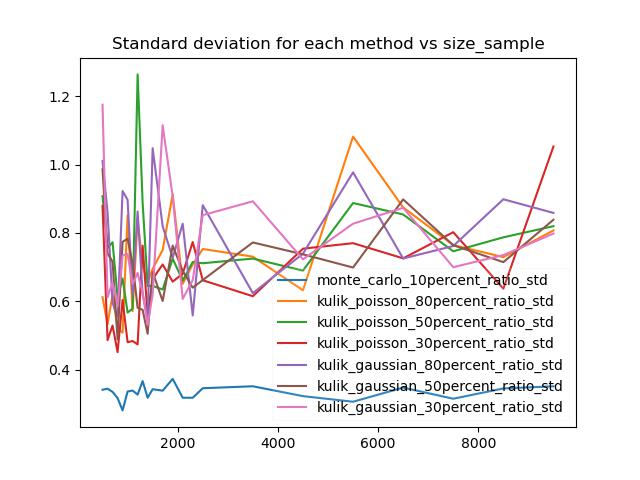 Standard deviation for each method vs size_sample
1.2
1.0
0.8
0.6
0.4
monte_carlo_10percent_ratio_std
kulik_poisson_80percent_ratio_std
kulik_poisson_50percent_ratio_std
kulik_poisson_30percent_ratio_std
kulik_gaussian_80percent_ratio_std
kulik_gaussian_50percent_ratio_std
kulik_gaussian_30percent_ratio_std
2000 4000 6000 8000